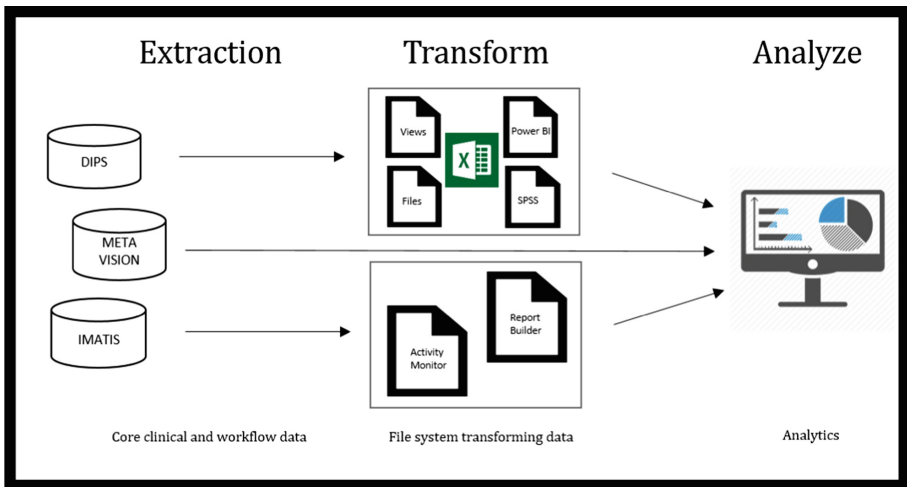 Extraction
Transform
Analyze
DIPS
Views
Power BI
X
Files
SPSS
META
VISION
IMATIS
Activity
Monitor
Report
Builder
Core clinical and workflow data
File system transforming data
Analytics